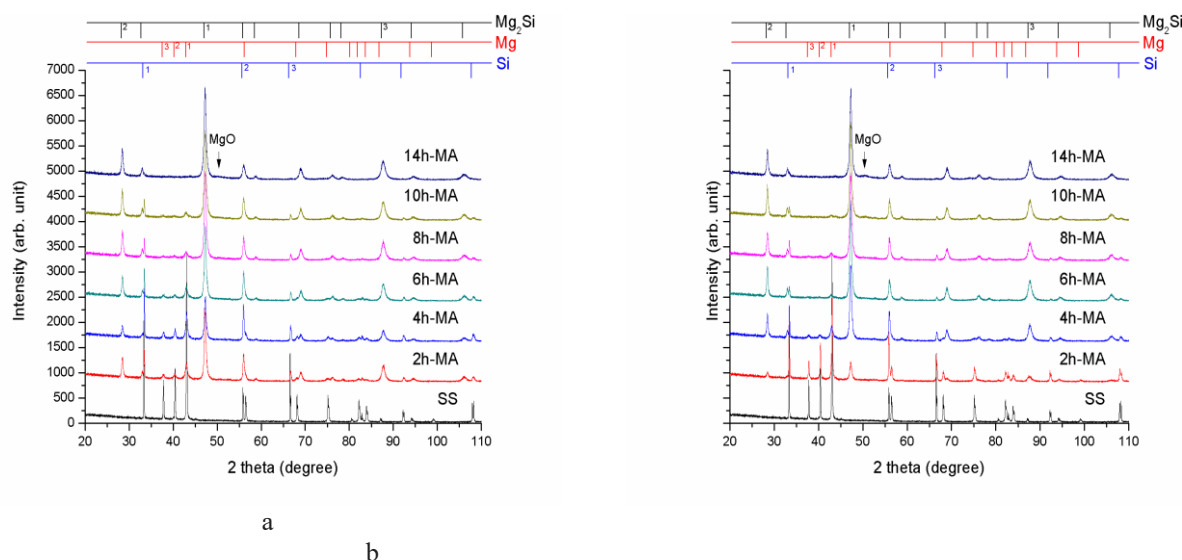 2 1 3 Mg2Si
3 2 1 Mg
1 2 3 Si
7000
6500
6000
5500
5000
4500
4000
3500
3000
2500
2000
1500
1000
500
0
Intensity (arb. unit)
MgO
14h-MA
10h-MA
8h-MA
6h-MA
4h-MA
2h-MA
SS
20 30 40 50 60 70 80 90 100 110
2 theta (degree)
a
2 1 3 Mg2Si
3 2 1 Mg
1 2 3 Si
Intensity (arb. unit)
MgO
14h-MA
10h-MA
8h-MA
6h-MA
4h-MA
2h-MA
SS
20 30 40 50 60 70 80 90 100 110
2 theta (degree)
b